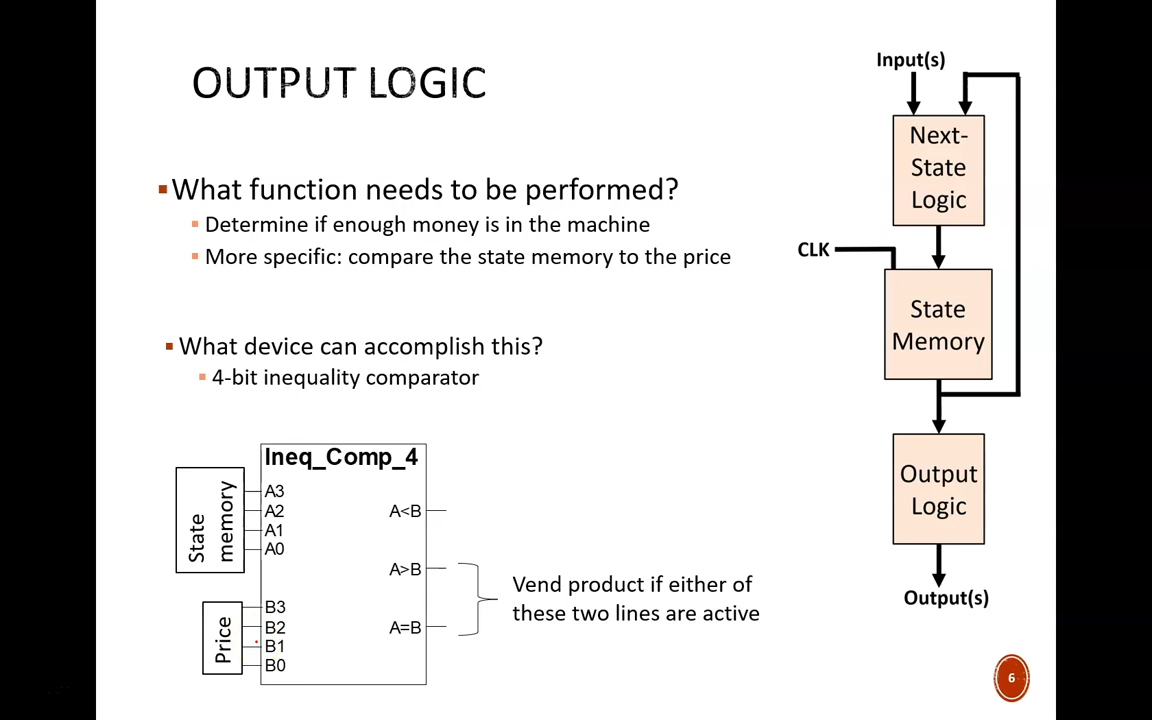 OUTPUT LOGIC
What function needs to be performed?
Determine if enough money is in the machine
More specific: compare the state memory to the price
What device can accomplish this?
4-bit inequality comparator
Ineq_Comp_4
State
memory
A3
A2
A1
A0
Price
B3
B2
B1
B0
A<B
A>B
A=B
Vend product if either of
these two lines are active
Input(s)
Next-
State
Logic
CLK
State
Memory
Output
Logic
Output(s)
6